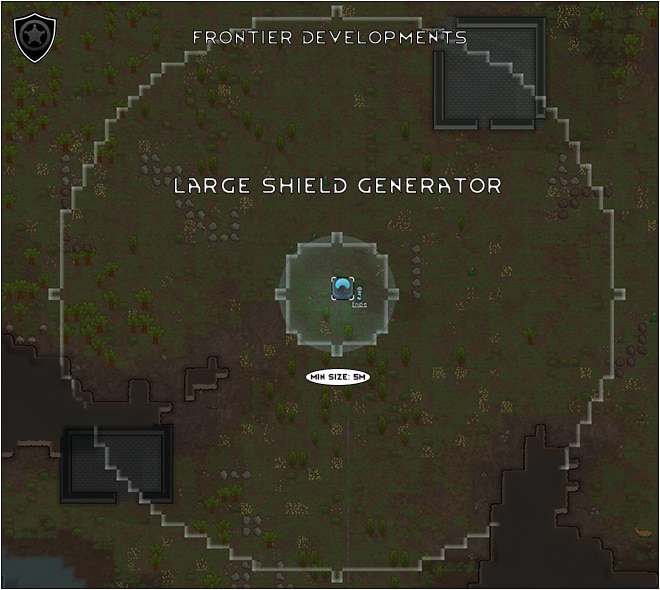 FRONTIER DEVELOPMENTS
LARGE SHIELD GENERATOR
MIN SIZE: 5M